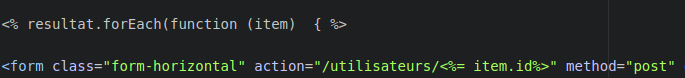 <% resultat.forEach(function (item)  { %>
<form class="form-horizontal" action="/utilisateurs/<%= item.id%>" method="post"